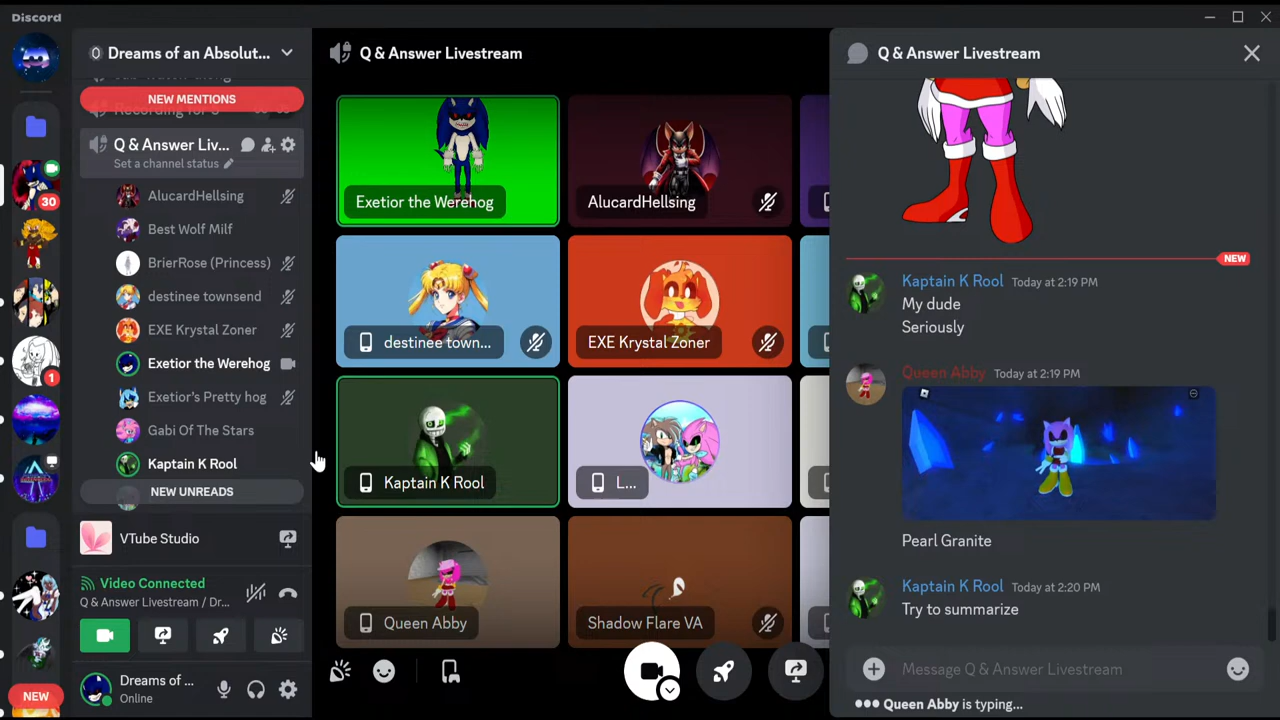 Discord
Dreams of an Absolut...
NEW MENTIONS
Q & Answer Liv...
Set a channel status
AlucardHellsing
Best Wolf Milf
BrierRose (Princess)
destinee townsend
EXE Krystal Zoner
Exetior the Werehog
Exetior's Pretty hog
Gabi Of The Stars
Kaptain K Rool
NEW UNREADS
VTube Studio
Video Connected
Q & Answer Livestream / Dr...
Dreams of ...
Online
30
1
NEW
Q & Answer Livestream
Exetior the Werehog
AlucardHellsing
destinee town...
EXE Krystal Zoner
Kaptain K Rool
L...
Queen Abby
Shadow Flare VA
Q & Answer Livestream
NEW
Kaptain K Rool Today at 2:19 PM
My dude
Seriously
Queen Abby Today at 2:19 PM
Pearl Granite
Kaptain K Rool Today at 2:20 PM
Try to summarize
Message Q & Answer Livestream
Queen Abby is typing...